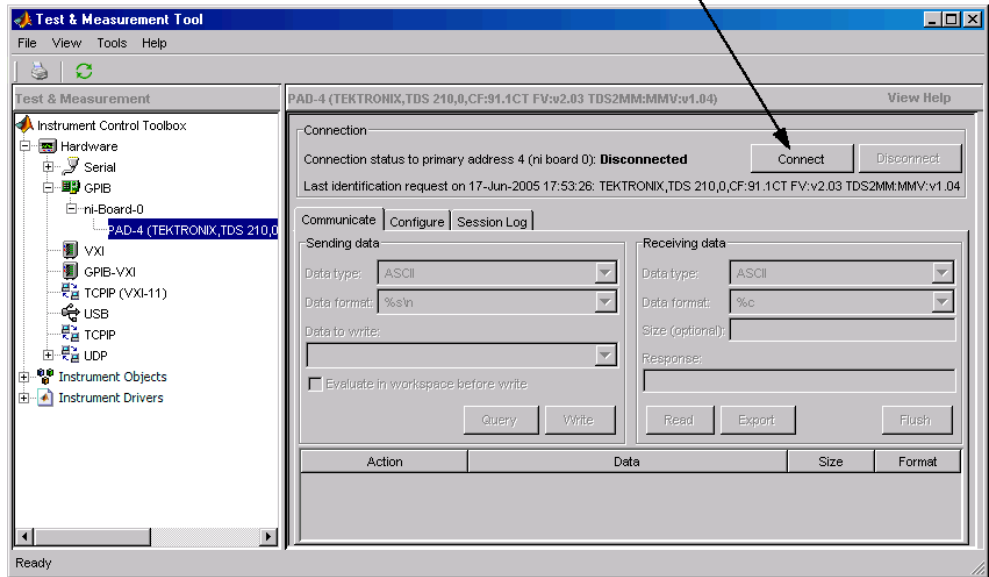 Test & Measurement Tool
File View Tools Help
Test & Measurement
Instrument Control Toolbox
Hardware
Serial
GPIB
ni-Board-0
PAD-4 (TEKTRONIX,TDS 210,0
VXI
GPIB-VXI
TCPIP (VXI-11)
USB
TCPIP
UDP
Instrument Objects
Instrument Drivers
PAD-4 (TEKTRONIX,TDS 210,0,CF:91.1CT FV:v2.03 TDS2MM:MMV:v1.04) View Help
Connection
Connection status to primary address 4 (ni board 0): Disconnected Connect Disconnect
Last identification request on 17-Jun-2005 17:53:26: TEKTRONIX,TDS 210,0,CF:91.1CT FV:v2.03 TDS2MM:MMV:v1.04
Communicate Configure Session Log
Sending data
Data type: ASCII
Data format: %s\n
Data to write:
Evaluate in workspace before write
Query Write
Receiving data
Data type: ASCII
Data format: %c
Size (optional):
Response:
Read Export Flush
Action Data Size Format
Ready